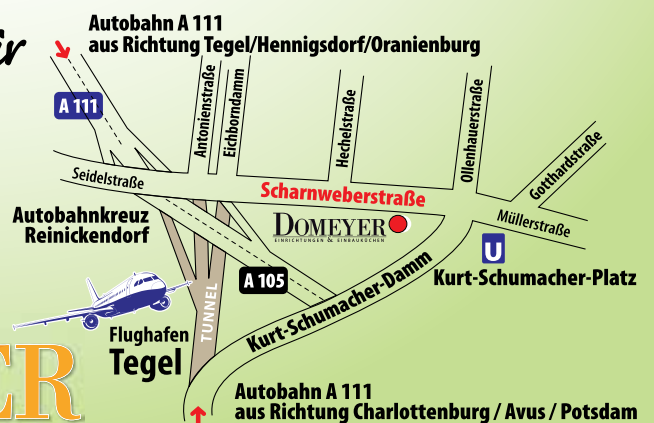 Autobahn A 111
aus Richtung Tegel/Hennigsdorf/Oranienburg
A 111
Antonienstraße
Eichborndamm
Hechelstraße
Ollenhauerstraße
Gotthardstraße
Seidelstraße
Scharnweberstraße
Müllerstraße
Autobahnkreuz
Reinickendorf
DOMEYER
EINRICHTUNGEN & EINBAUKÜCHEN
U
Kurt-Schumacher-Platz
A 105
Kurt-Schumacher-Damm
TUNNEL
Flughafen
Tegel
ER
Autobahn A 111
aus Richtung Charlottenburg / Avus / Potsdam